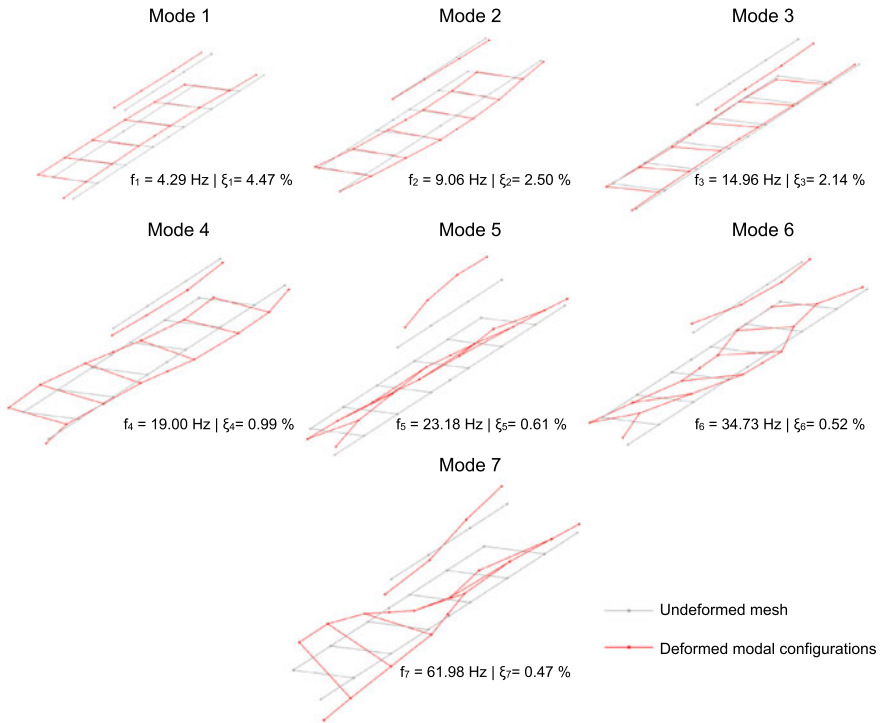 Mode 1
Mode 2
Mode 3
f₁ = 4.29 Hz | ξ₁= 4.47 %
f₂ = 9.06 Hz | ξ₂= 2.50 %
f₃ = 14.96 Hz | ξ₃= 2.14 %
Mode 4
Mode 5
Mode 6
f₄ = 19.00 Hz | ξ₄= 0.99 %
f₅ = 23.18 Hz | ξ₅= 0.61 %
f₆ = 34.73 Hz | ξ₆= 0.52 %
Mode 7
f₇ = 61.98 Hz | ξ₇= 0.47 %
Undeformed mesh
Deformed modal configurations